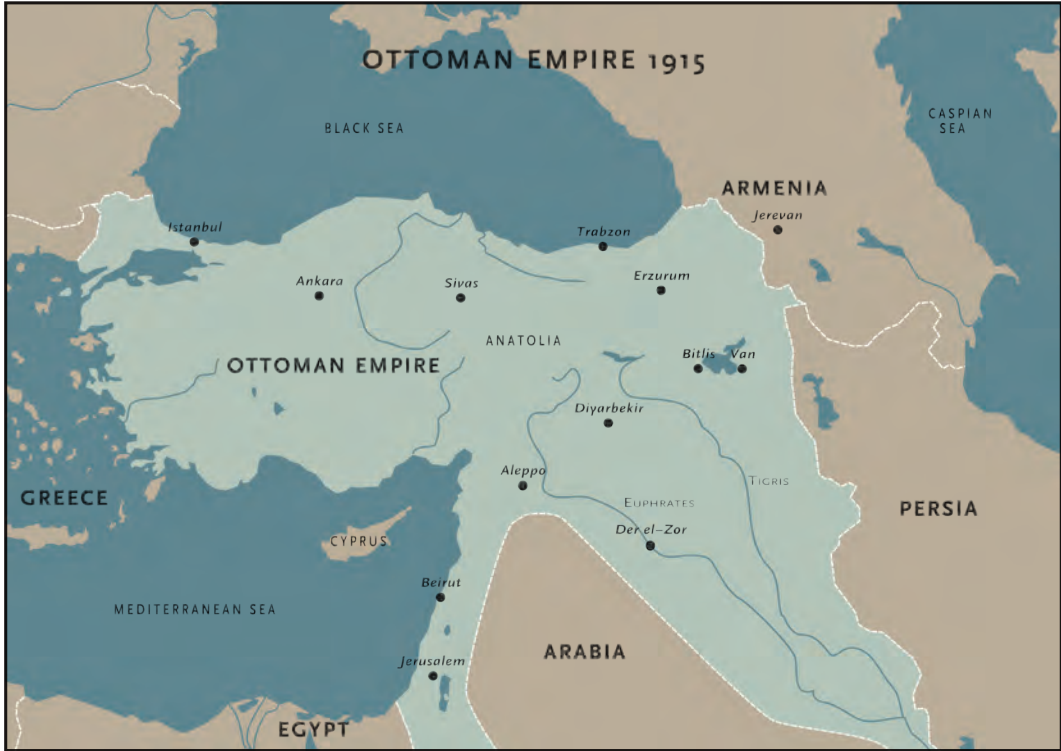 OTTOMAN EMPIRE 1915
CASPIAN
SEA
BLACK SEA
ARMENIA
Jerevan
Istanbul
Trabzon
Ankara
Sivas
Erzurum
ANATOLIA
Bitlis Van
OTTOMAN EMPIRE
Diyarbekir
Aleppo
TIGRIS
GREECE
EUPHRATES
PERSIA
Der el-Zor
CYPRUS
Beirut
MEDITERRANEAN SEA
ARABIA
Jerusalem
EGYPT